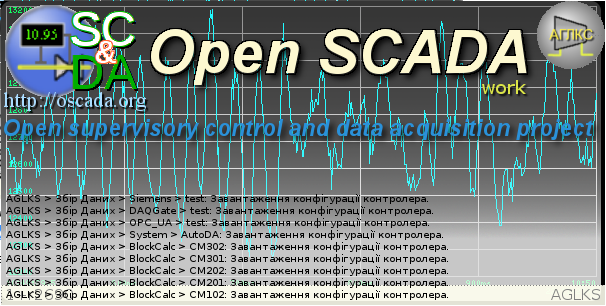 SC
&
DA
10.95
Open SCADA
АГЛКС
work
http://oscada.org
Open supervisory control and data acquisition project
AGLKS > Збір Даних > Siemens > test: Завантаження конфігурації контролера.
AGLKS > Збір Даних > DAQGate > test: Завантаження конфігурації контролера.
AGLKS > Збір Даних > OPC_UA > test: Завантаження конфігурації контролера.
AGLKS > Збір Даних > System > AutoDA: Завантаження конфігурації контролера.
AGLKS > Збір Даних > BlockCalc > CM302: Завантаження конфігурації контролера.
AGLKS > Збір Даних > BlockCalc > CM301: Завантаження конфігурації контролера.
AGLKS > Збір Даних > BlockCalc > CM202: Завантаження конфігурації контролера.
AGLKS > Збір Даних > BlockCalc > CM201: Завантаження конфігурації контролера.
AGLKS > Збір Даних > BlockCalc > CM102: Завантаження конфігурації контролера.
AGLKS